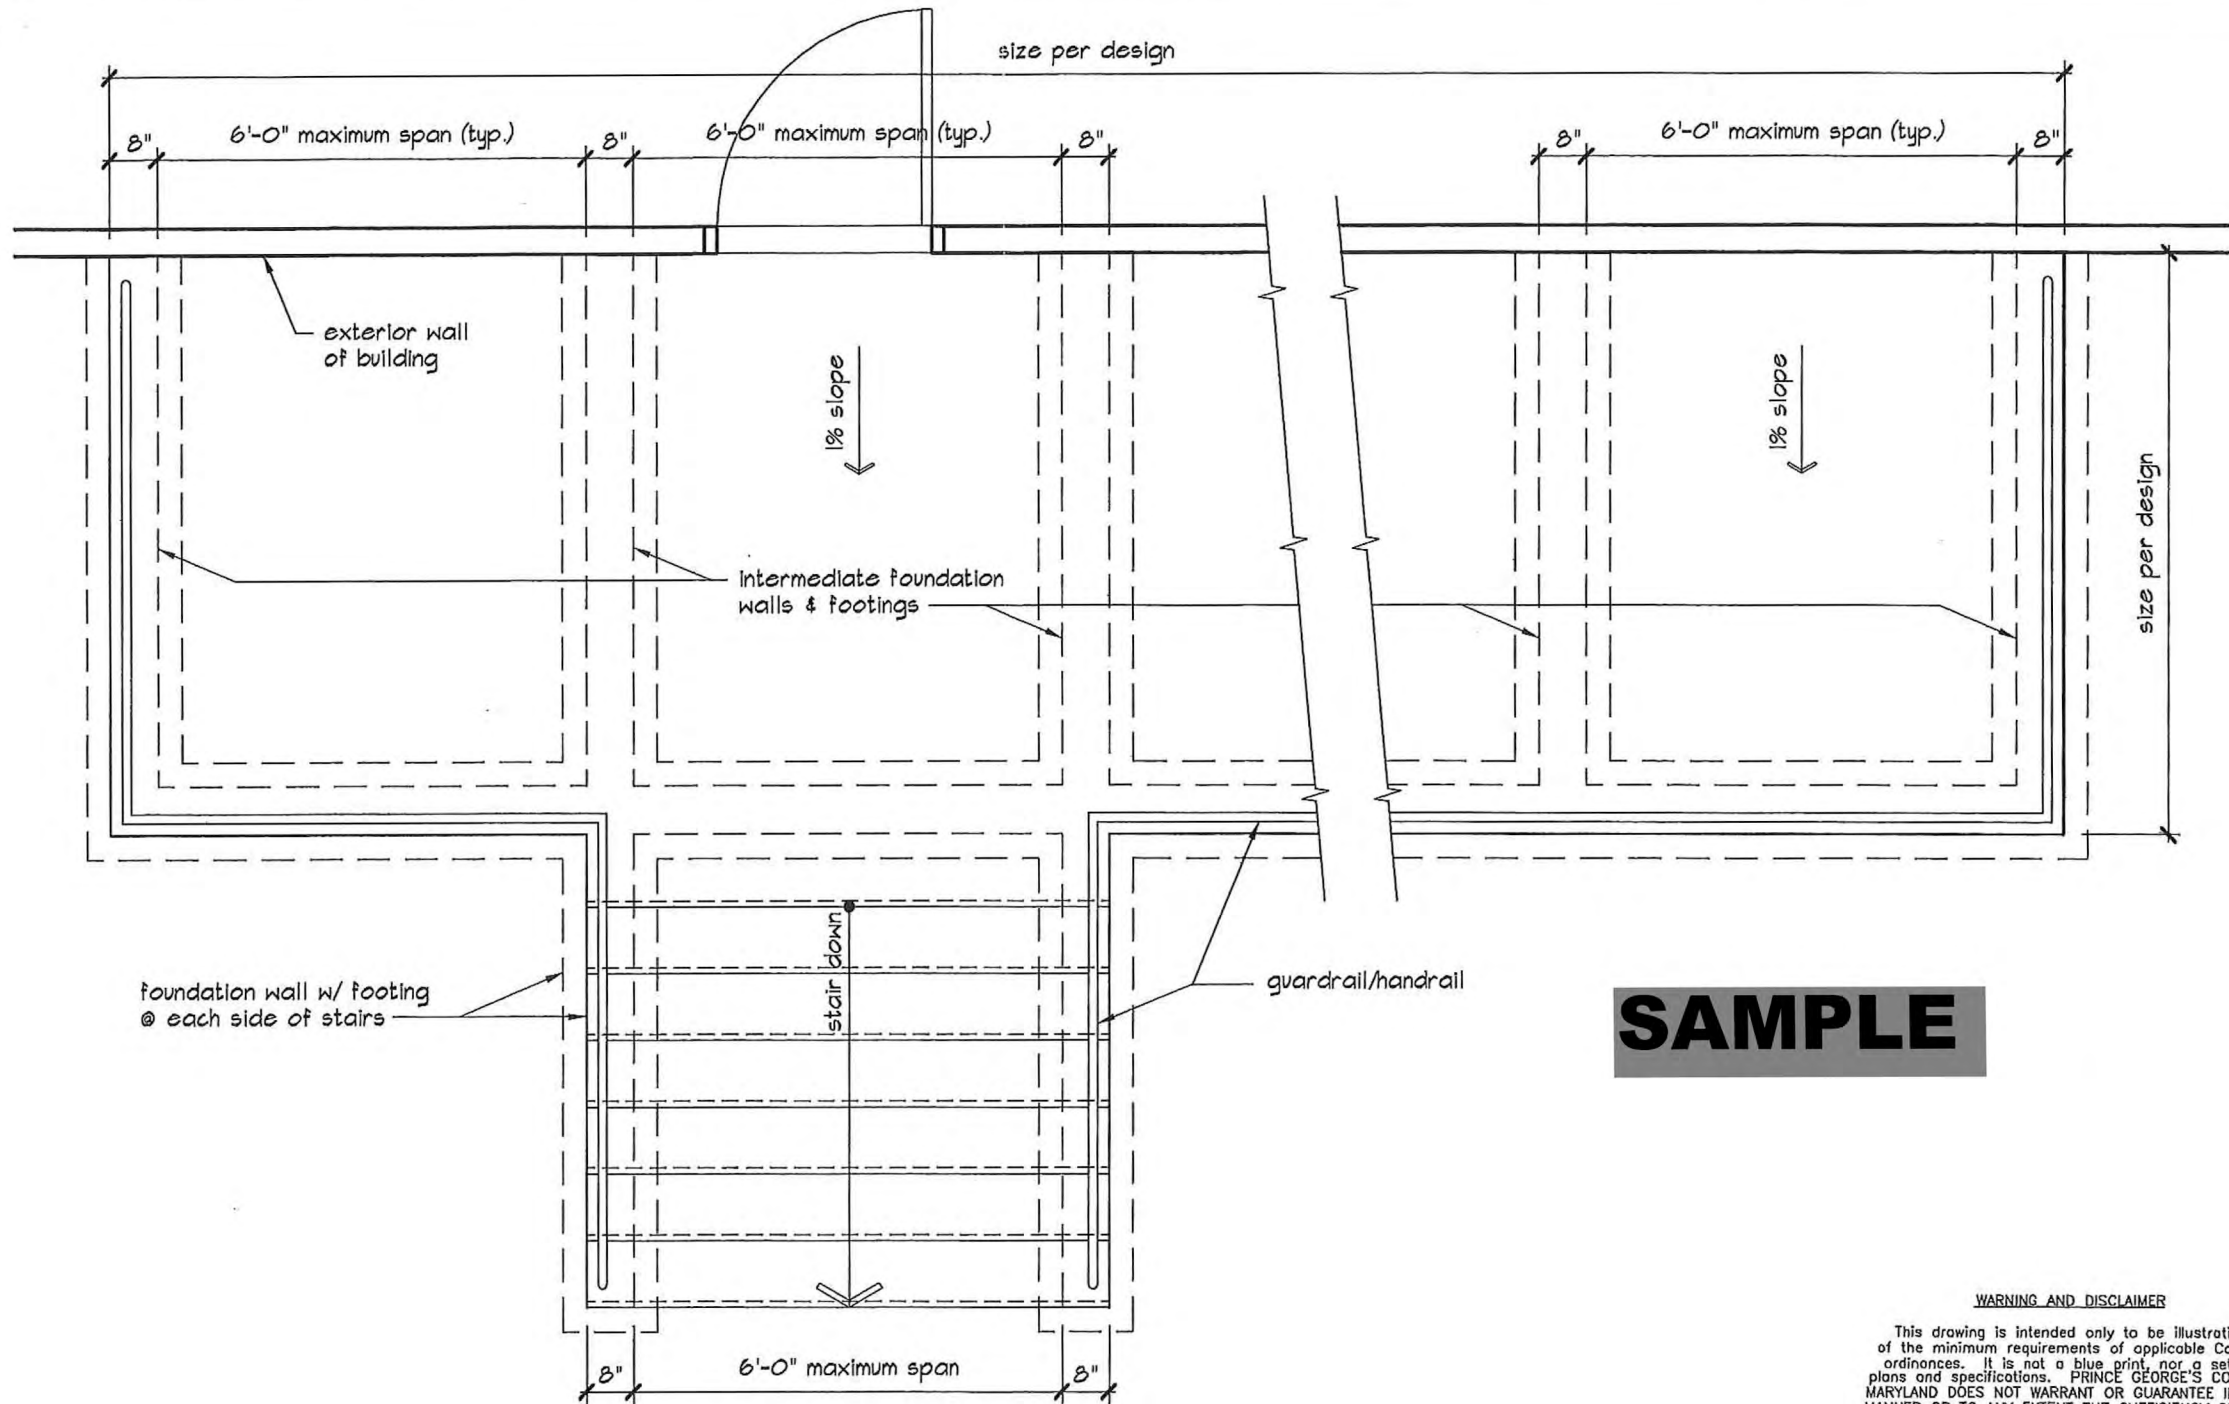 size per design
8"
6'-0" maximum span (typ.)
8"
6'-0" maximum span (typ.)
8"
8"
6'-0" maximum span (typ.)
8"
exterior wall
of building
1% slope
1% slope
size per design
intermediate foundation
walls & footings
stair down
foundation wall w/ footing
@ each side of stairs
guardrail/handrail
SAMPLE
8"
6'-0" maximum span
8"
WARNING AND DISCLAIMER
This drawing is intended only to be illustrati
of the minimum requirements of applicable Co
ordinances. It is not a blue print, nor a set
plans and specifications. PRINCE GEORGE'S CO
MARYLAND DOES NOT WARRANT OR GUARANTEE I